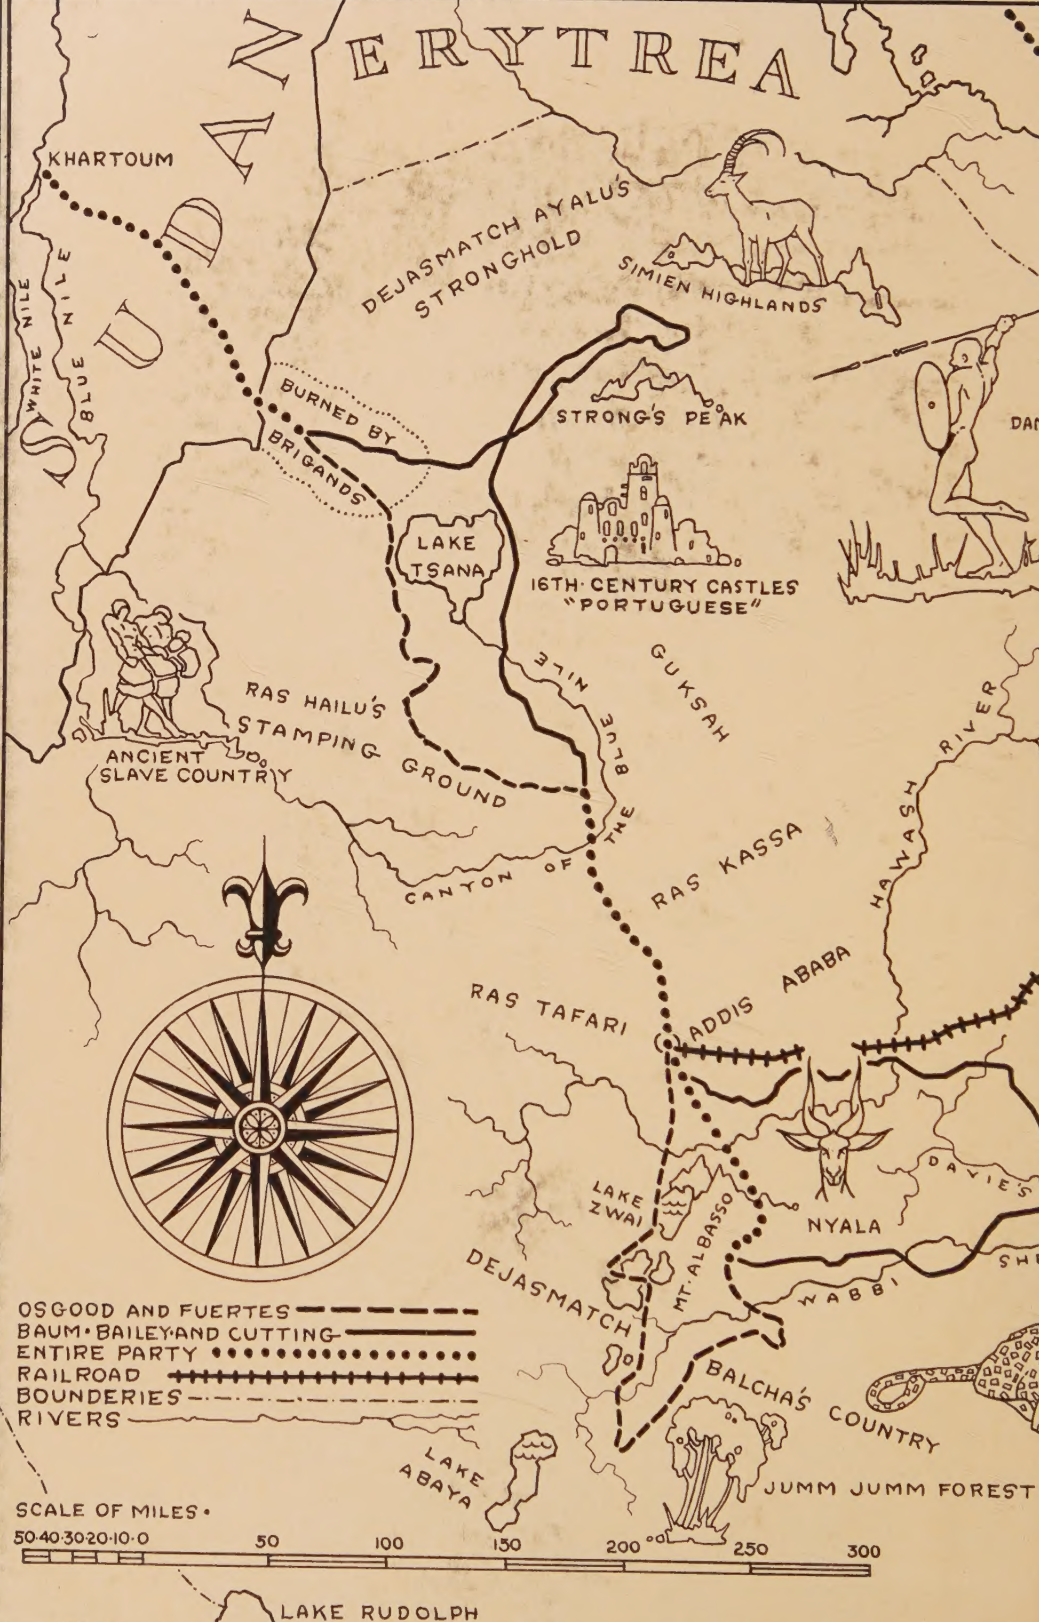 ERYTREA
SUDAN
KHARTOUM
DEJASMATCH AYALU'S
STRONGHOLD
SIMIEN HIGHLANDS
WHITE NILE
BLUE NILE
BURNED BY
BRIGANDS
STRONG'S PEAK
DAN
LAKE
TSANA
16TH·CENTURY CASTLES
"PORTUGUESE"
GUKSAH
RAS HAILU'S
STAMPING GROUND
ANCIENT
SLAVE COUNTRY
CANYON OF THE BLUE NILE
HAWASH RIVER
RAS KASSA
RAS TAFARI
ADDIS ABABA
LAKE
ZWAI
MT. ALBASSO
NYALA
DAVIE'S
WABBI SHE
DEJASMATCH BALCHA'S COUNTRY
OSGOOD AND FUERTES
BAUM·BAILEY·AND CUTTING
ENTIRE PARTY
RAILROAD
BOUNDERIES
RIVERS
LAKE
ABAYA
JUMM JUMM FOREST
SCALE OF MILES·
50·40·30·20·10·0 50 100 150 200 250 300
LAKE RUDOLPH